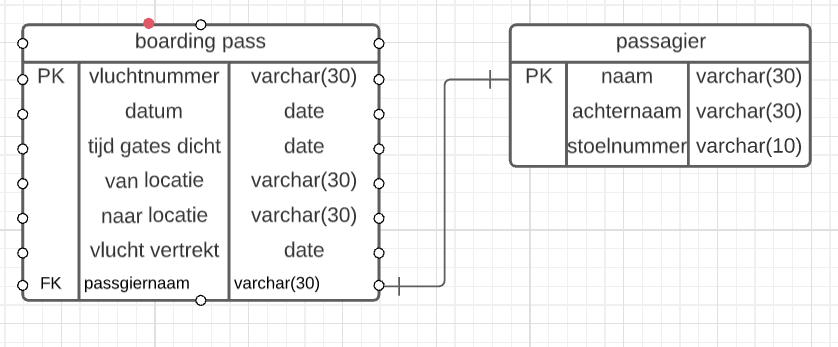 boarding pass
PK vluchtnummer varchar(30)
datum date
tijd gates dicht date
van locatie varchar(30)
naar locatie varchar(30)
vlucht vertrekt date
FK passgiernaam varchar(30)
passagier
PK naam varchar(30)
achternaam varchar(30)
stoelnummer varchar(10)